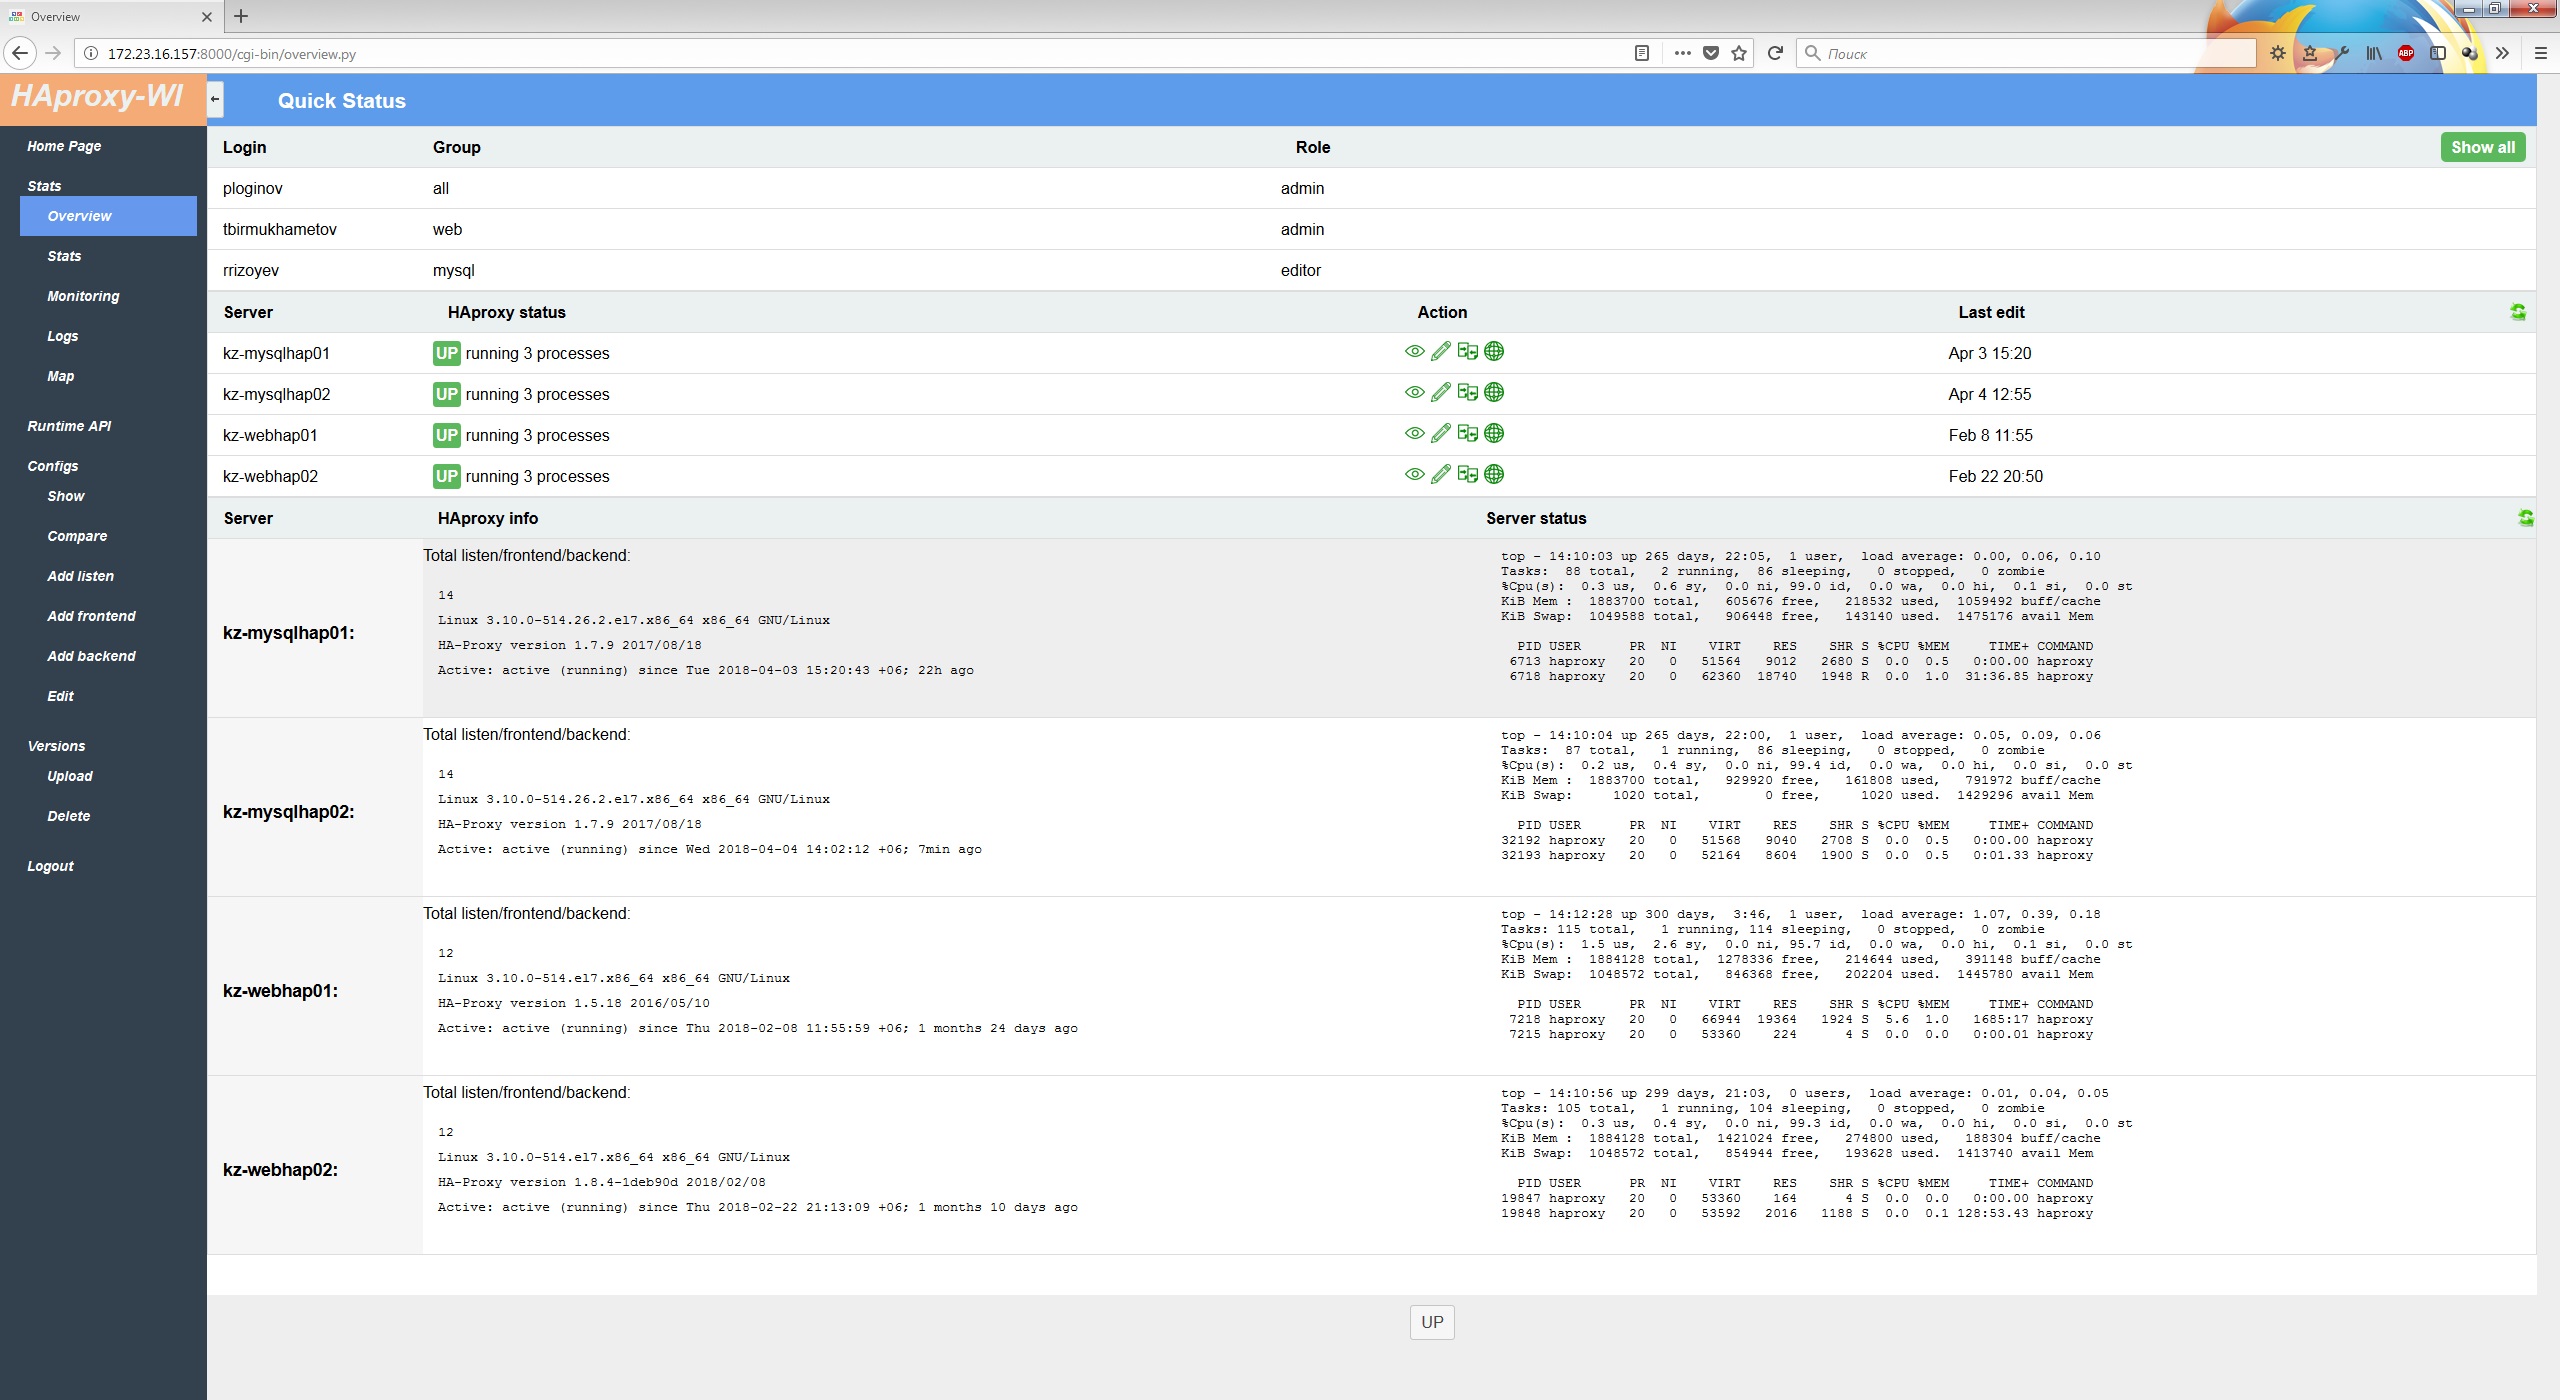 Overview
172.23.16.157:8000/cgi-bin/overview.py
Поиск
ABP
HAproxy-WI
Quick Status
Home Page
Stats
Overview
Stats
Monitoring
Logs
Map
Runtime API
Configs
Show
Compare
Add listen
Add frontend
Add backend
Edit
Versions
Upload
Delete
Logout
Login Group Role Show all
ploginov all admin
tbirmukhametov web admin
rrizoyev mysql editor
Server HAproxy status Action Last edit
kz-mysqlhap01 UP running 3 processes Apr 3 15:20
kz-mysqlhap02 UP running 3 processes Apr 4 12:55
kz-webhap01 UP running 3 processes Feb 8 11:55
kz-webhap02 UP running 3 processes Feb 22 20:50
Server HAproxy info Server status
kz-mysqlhap01:
Total listen/frontend/backend:
14
Linux 3.10.0-514.26.2.el7.x86_64 x86_64 GNU/Linux
HA-Proxy version 1.7.9 2017/08/18
Active: active (running) since Tue 2018-04-03 15:20:43 +06; 22h ago
top - 14:10:03 up 265 days, 22:05, 1 user, load average: 0.00, 0.06, 0.10
Tasks: 88 total, 2 running, 86 sleeping, 0 stopped, 0 zombie
%Cpu(s): 0.3 us, 0.6 sy, 0.0 ni, 99.0 id, 0.0 wa, 0.0 hi, 0.1 si, 0.0 st
KiB Mem : 1883700 total, 605676 free, 218532 used, 1059492 buff/cache
KiB Swap: 1049588 total, 906448 free, 143140 used. 1475176 avail Mem
PID USER PR NI VIRT RES SHR S %CPU %MEM TIME+ COMMAND
6713 haproxy 20 0 51564 9012 2680 S 0.0 0.5 0:00.00 haproxy
6718 haproxy 20 0 62360 18740 1948 R 0.0 1.0 31:36.85 haproxy
kz-mysqlhap02:
Total listen/frontend/backend:
14
Linux 3.10.0-514.26.2.el7.x86_64 x86_64 GNU/Linux
HA-Proxy version 1.7.9 2017/08/18
Active: active (running) since Wed 2018-04-04 14:02:12 +06; 7min ago
top - 14:10:04 up 265 days, 22:00, 1 user, load average: 0.05, 0.09, 0.06
Tasks: 87 total, 1 running, 86 sleeping, 0 stopped, 0 zombie
%Cpu(s): 0.2 us, 0.4 sy, 0.0 ni, 99.4 id, 0.0 wa, 0.0 hi, 0.0 si, 0.0 st
KiB Mem : 1883700 total, 929920 free, 161808 used, 791972 buff/cache
KiB Swap: 1020 total, 0 free, 1020 used. 1429296 avail Mem
PID USER PR NI VIRT RES SHR S %CPU %MEM TIME+ COMMAND
32192 haproxy 20 0 51568 9040 2708 S 0.0 0.5 0:00.00 haproxy
32193 haproxy 20 0 52164 8604 1900 S 0.0 0.5 0:01.33 haproxy
kz-webhap01:
Total listen/frontend/backend:
12
Linux 3.10.0-514.el7.x86_64 x86_64 GNU/Linux
HA-Proxy version 1.5.18 2016/05/10
Active: active (running) since Thu 2018-02-08 11:55:59 +06; 1 months 24 days ago
top - 14:12:28 up 300 days, 3:46, 1 user, load average: 1.07, 0.39, 0.18
Tasks: 115 total, 1 running, 114 sleeping, 0 stopped, 0 zombie
%Cpu(s): 1.5 us, 2.6 sy, 0.0 ni, 95.7 id, 0.0 wa, 0.0 hi, 0.1 si, 0.0 st
KiB Mem : 1884128 total, 1278336 free, 214644 used, 391148 buff/cache
KiB Swap: 1048572 total, 846368 free, 202204 used. 1445780 avail Mem
PID USER PR NI VIRT RES SHR S %CPU %MEM TIME+ COMMAND
7218 haproxy 20 0 66944 19364 1924 S 5.6 1.0 1685:17 haproxy
7215 haproxy 20 0 53360 224 4 S 0.0 0.0 0:00.01 haproxy
kz-webhap02:
Total listen/frontend/backend:
12
Linux 3.10.0-514.el7.x86_64 x86_64 GNU/Linux
HA-Proxy version 1.8.4-1deb90d 2018/02/08
Active: active (running) since Thu 2018-02-22 21:13:09 +06; 1 months 10 days ago
top - 14:10:56 up 299 days, 21:03, 0 users, load average: 0.01, 0.04, 0.05
Tasks: 105 total, 1 running, 104 sleeping, 0 stopped, 0 zombie
%Cpu(s): 0.3 us, 0.4 sy, 0.0 ni, 99.3 id, 0.0 wa, 0.0 hi, 0.0 si, 0.0 st
KiB Mem : 1884128 total, 1421024 free, 274800 used, 188304 buff/cache
KiB Swap: 1048572 total, 854944 free, 193628 used. 1413740 avail Mem
PID USER PR NI VIRT RES SHR S %CPU %MEM TIME+ COMMAND
19847 haproxy 20 0 53360 164 4 S 0.0 0.0 0:00.00 haproxy
19848 haproxy 20 0 53592 2016 1188 S 0.0 0.1 128:53.43 haproxy
UP